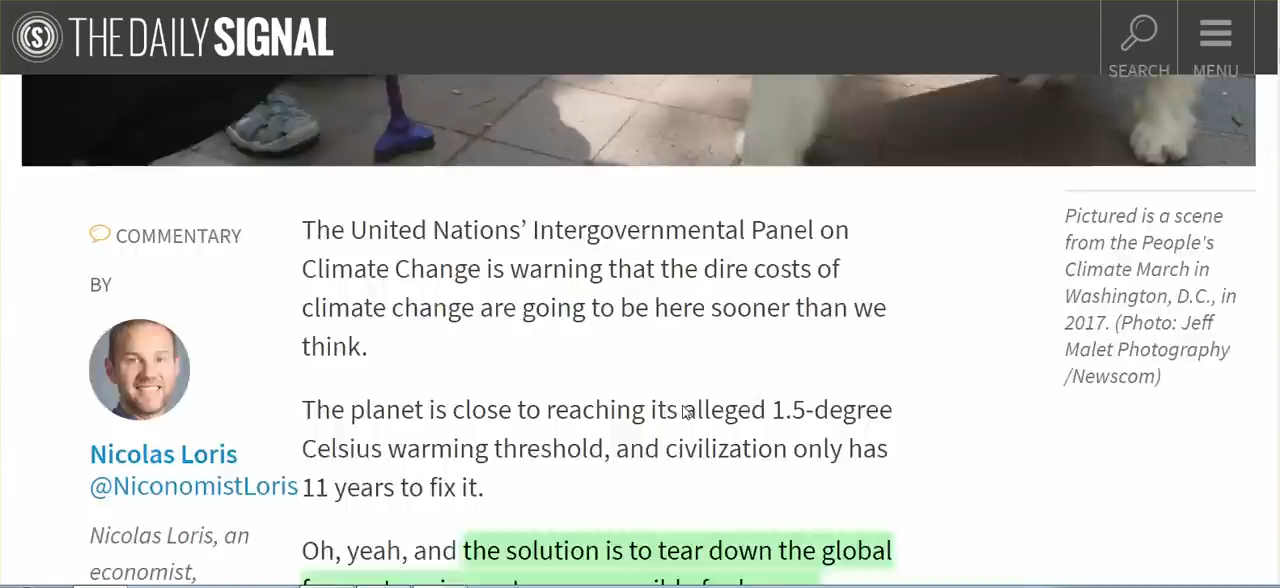 THE DAILY SIGNAL
SEARCH
MENU
COMMENTARY
BY
Nicolas Loris
@NiconomistLoris
Nicolas Loris, an
economist,
The United Nations’ Intergovernmental Panel on
Climate Change is warning that the dire costs of
climate change are going to be here sooner than we
think.
The planet is close to reaching its alleged 1.5-degree
Celsius warming threshold, and civilization only has
11 years to fix it.
Oh, yeah, and the solution is to tear down the global
Pictured is a scene
from the People's
Climate March in
Washington, D.C., in
2017. (Photo: Jeff
Malet Photography
/Newscom)